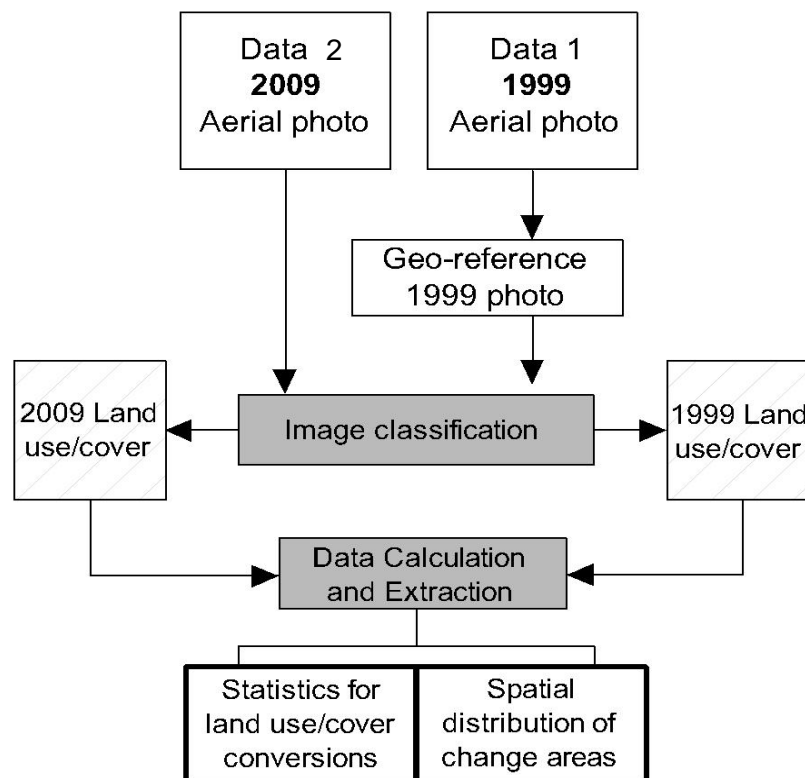 Data 2
2009
Aerial photo
Data 1
1999
Aerial photo
Geo-reference
1999 photo
2009 Land
use/cover
Image classification
1999 Land
use/cover
Data Calculation
and Extraction
Statistics for
land use/cover
conversions
Spatial
distribution of
change areas